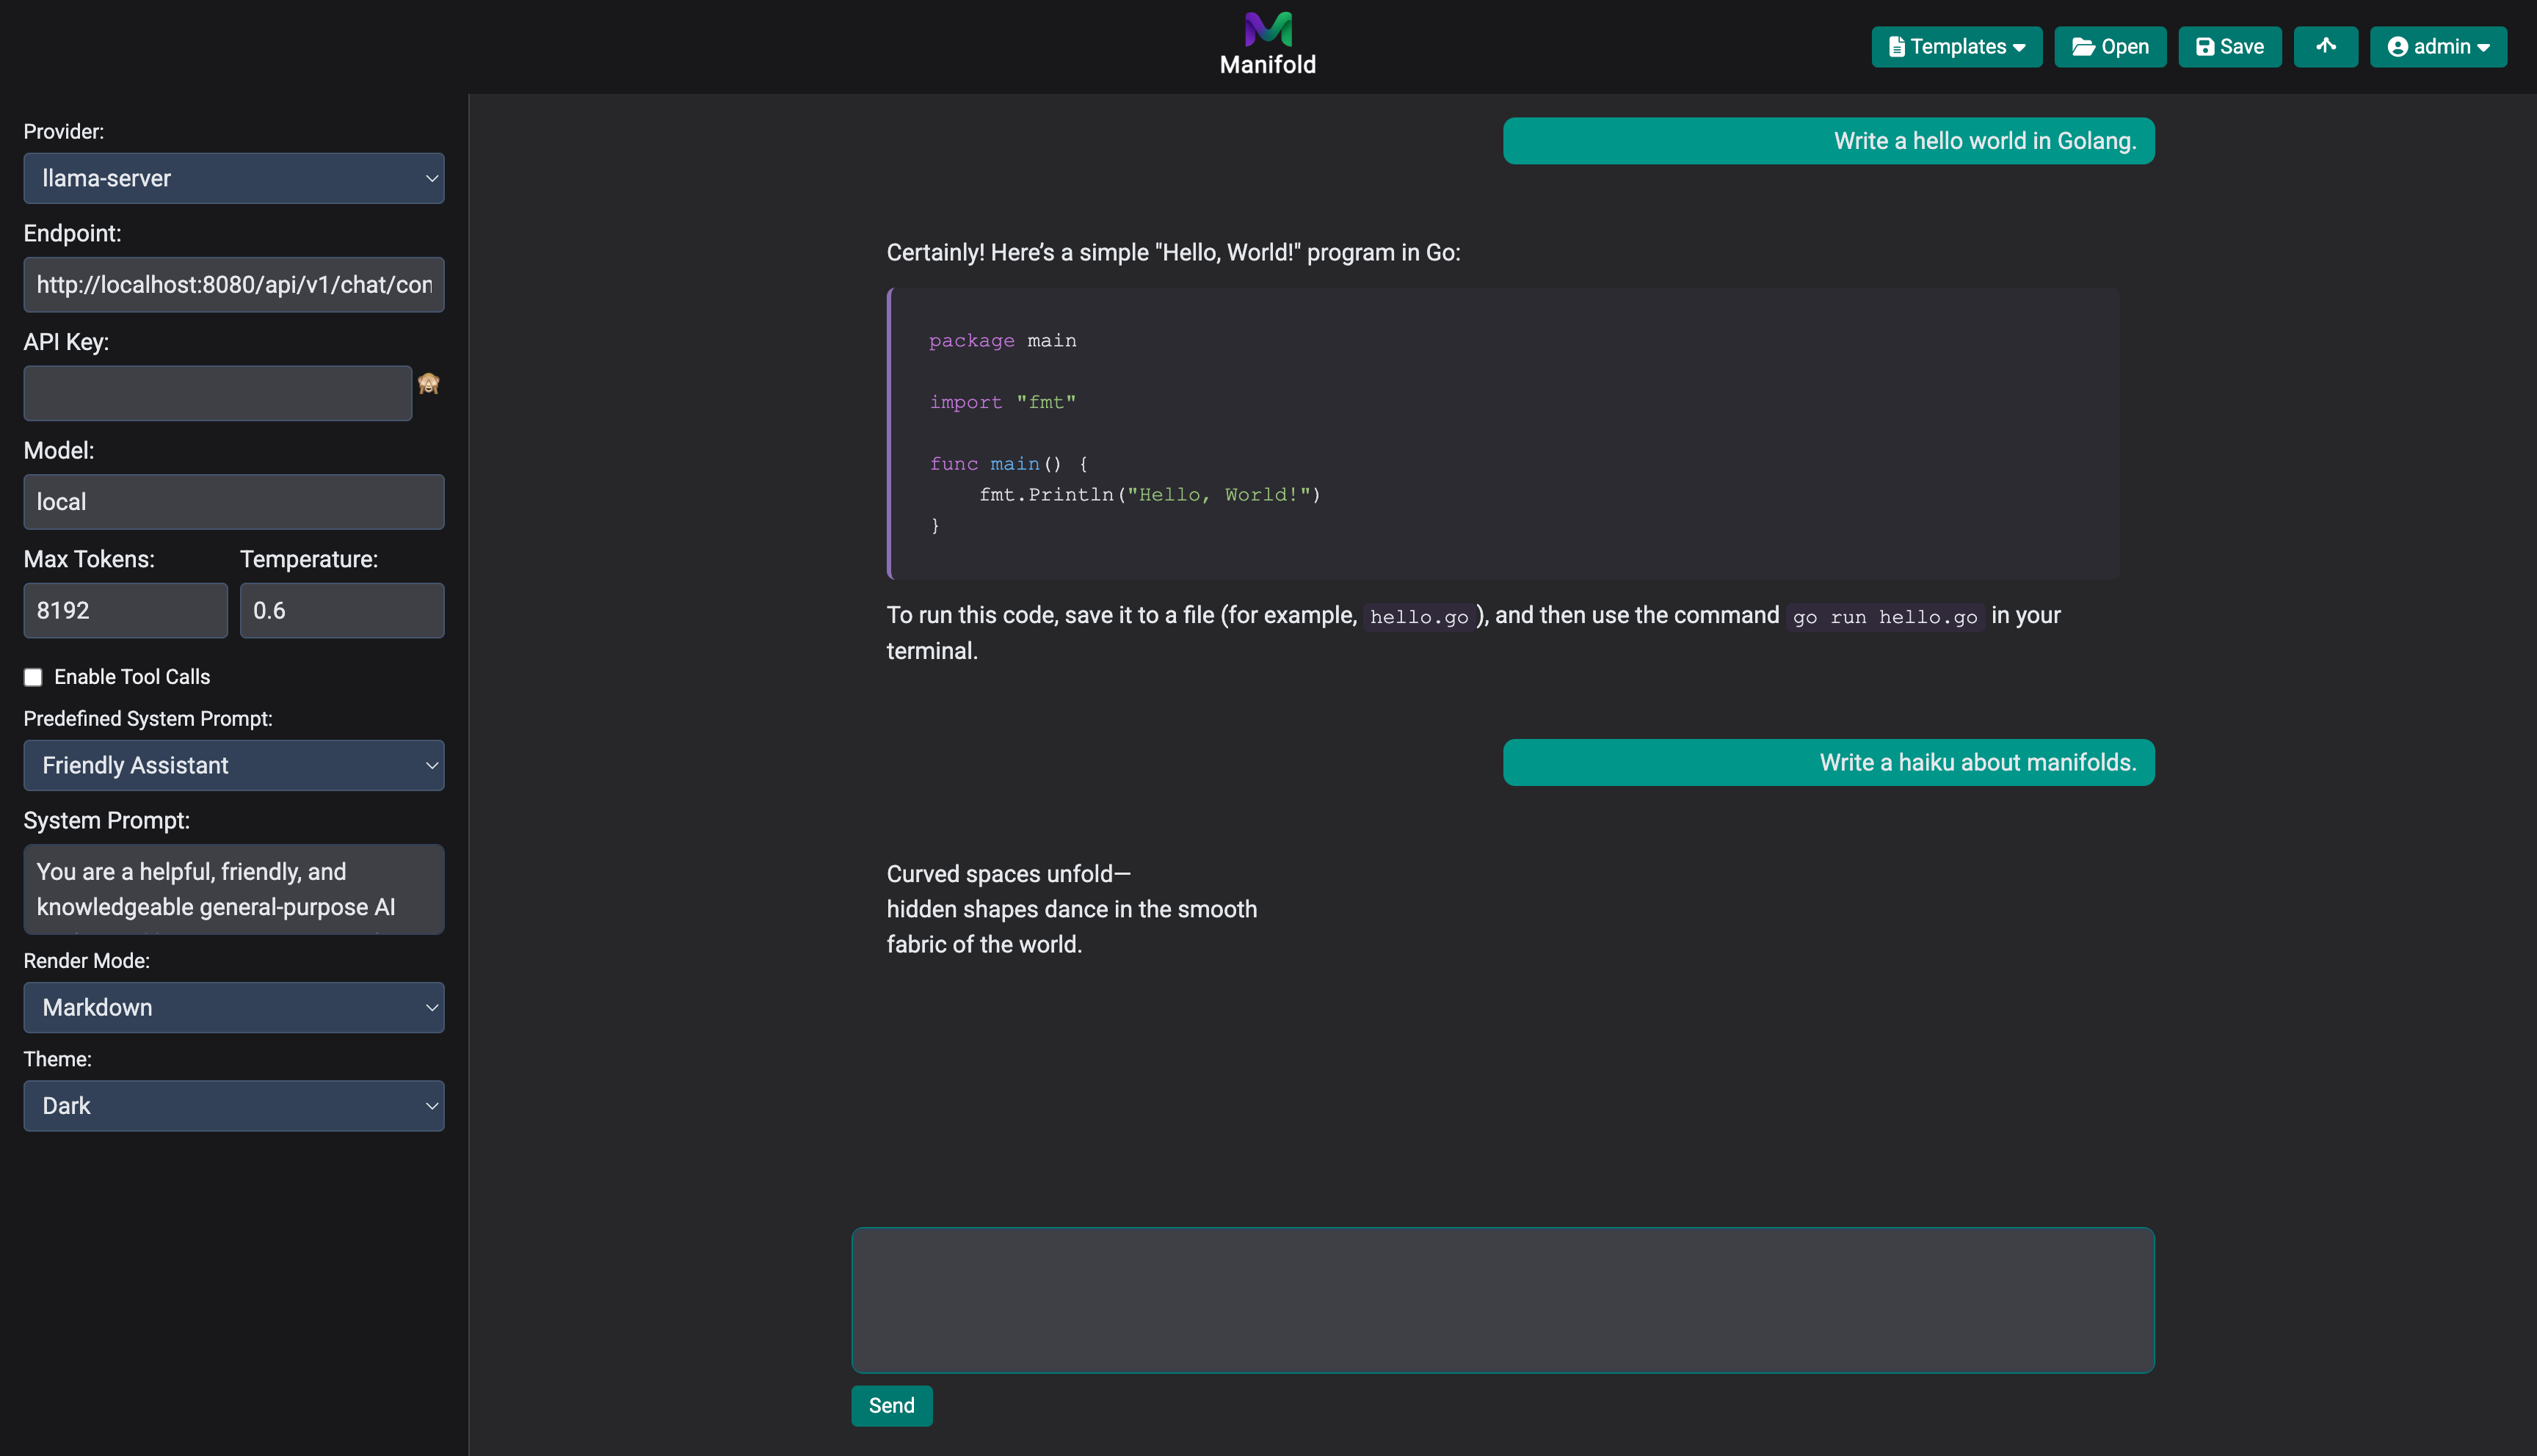 Manifold
Templates
Open
Save
admin
Provider:
llama-server
Endpoint:
http://localhost:8080/api/v1/chat/con
API Key:
Model:
local
Max Tokens: Temperature:
8192 0.6
Enable Tool Calls
Predefined System Prompt:
Friendly Assistant
System Prompt:
You are a helpful, friendly, and
knowledgeable general-purpose AI
Render Mode:
Markdown
Theme:
Dark
Write a hello world in Golang.
Certainly! Here’s a simple "Hello, World!" program in Go:
package main
import "fmt"
func main() {
    fmt.Println("Hello, World!")
}
To run this code, save it to a file (for example, hello.go), and then use the command go run hello.go in your
terminal.
Write a haiku about manifolds.
Curved spaces unfold—
hidden shapes dance in the smooth
fabric of the world.
Send